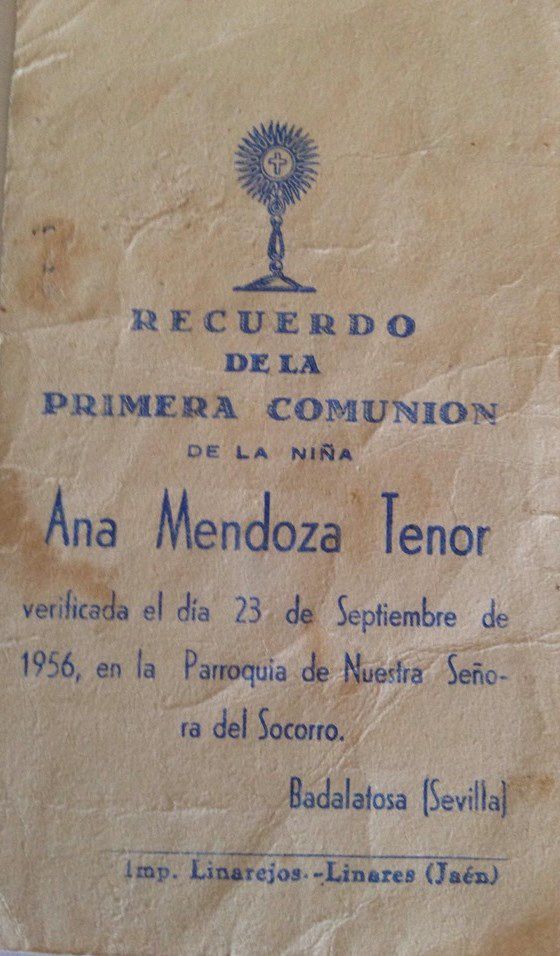 RECUERDO
DE LA
PRIMERA COMUNION
DE LA NIÑA
Ana Mendoza Tenor
verificada el día 23 de Septiembre de
1956, en la Parroquia de Nuestra Seño-
ra del Socorro.
Badalatosa (Sevilla)
Imp. Linarejos.--Linares (Jaén)